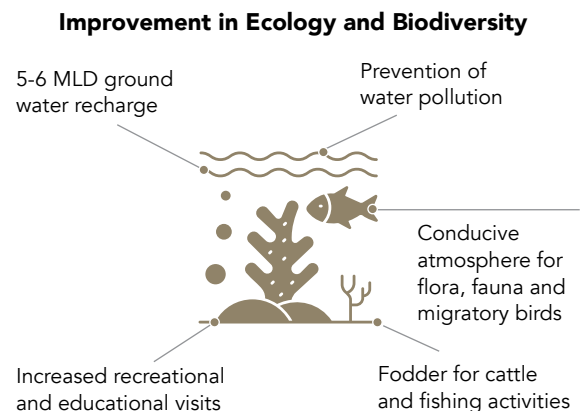 Improvement in Ecology and Biodiversity
5-6 MLD ground
water recharge
Prevention of
water pollution
Conducive
atmosphere for
flora, fauna and
migratory birds
Increased recreational
and educational visits
Fodder for cattle
and fishing activities